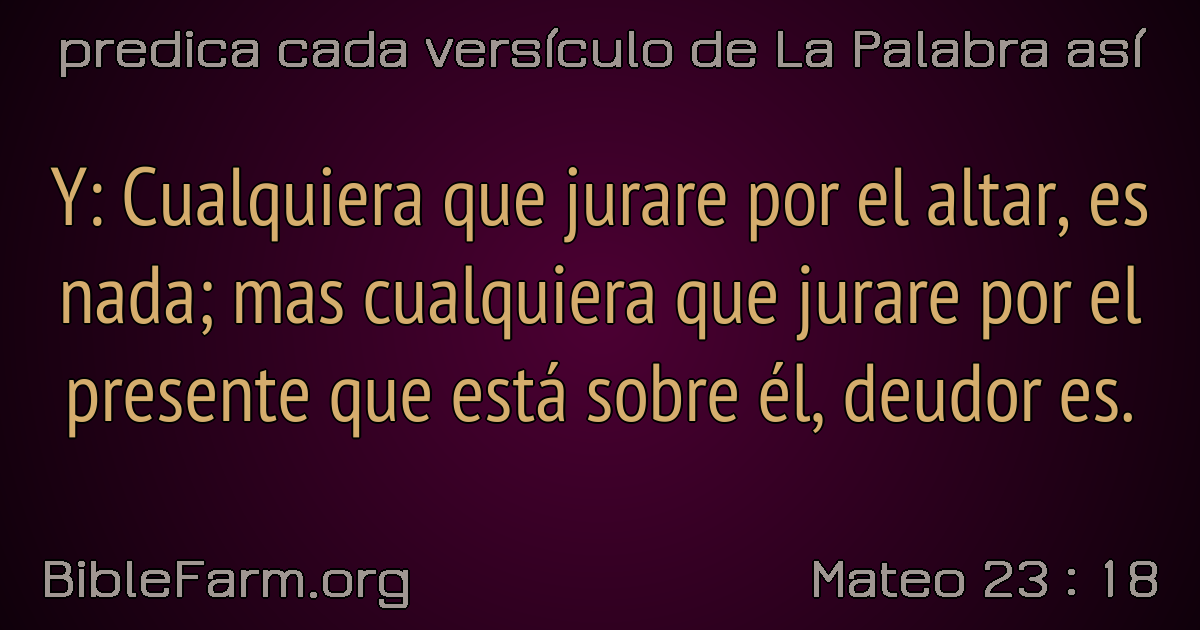 predica cada versículo de La Palabra así
Y: Cualquiera que jurare por el altar, es
nada; mas cualquiera que jurare por el
presente que está sobre él, deudor es.
BibleFarm.org
Mateo 23 : 18